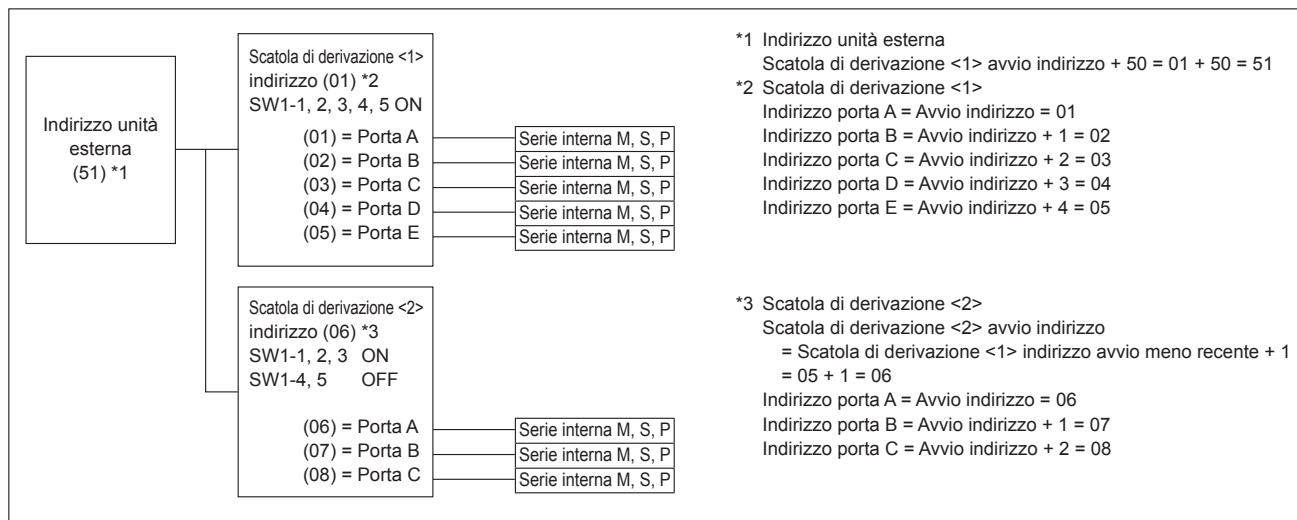 Indirizzo unità
esterna
(51) *1
Scatola di derivazione <1>
indirizzo (01) *2
SW1-1, 2, 3, 4, 5 ON
(01) = Porta A
(02) = Porta B
(03) = Porta C
(04) = Porta D
(05) = Porta E
Serie interna M, S, P
Serie interna M, S, P
Serie interna M, S, P
Serie interna M, S, P
Serie interna M, S, P
Scatola di derivazione <2>
indirizzo (06) *3
SW1-1, 2, 3 ON
SW1-4, 5 OFF
(06) = Porta A
(07) = Porta B
(08) = Porta C
Serie interna M, S, P
Serie interna M, S, P
Serie interna M, S, P
*1 Indirizzo unità esterna
Scatola di derivazione <1> avvio indirizzo + 50 = 01 + 50 = 51
*2 Scatola di derivazione <1>
Indirizzo porta A = Avvio indirizzo = 01
Indirizzo porta B = Avvio indirizzo + 1 = 02
Indirizzo porta C = Avvio indirizzo + 2 = 03
Indirizzo porta D = Avvio indirizzo + 3 = 04
Indirizzo porta E = Avvio indirizzo + 4 = 05
*3 Scatola di derivazione <2>
Scatola di derivazione <2> avvio indirizzo
= Scatola di derivazione <1> indirizzo avvio meno recente + 1
= 05 + 1 = 06
Indirizzo porta A = Avvio indirizzo = 06
Indirizzo porta B = Avvio indirizzo + 1 = 07
Indirizzo porta C = Avvio indirizzo + 2 = 08